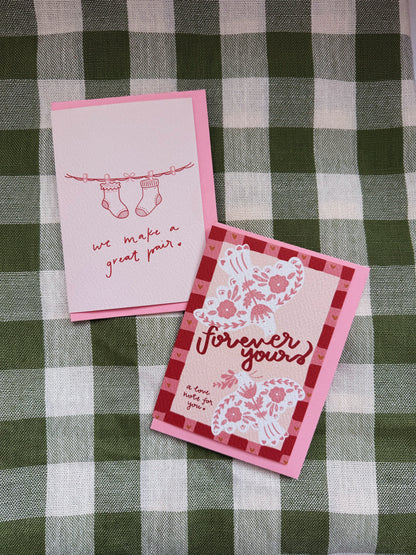 we make a
great pair.
forever
yours
a love
note for
you.